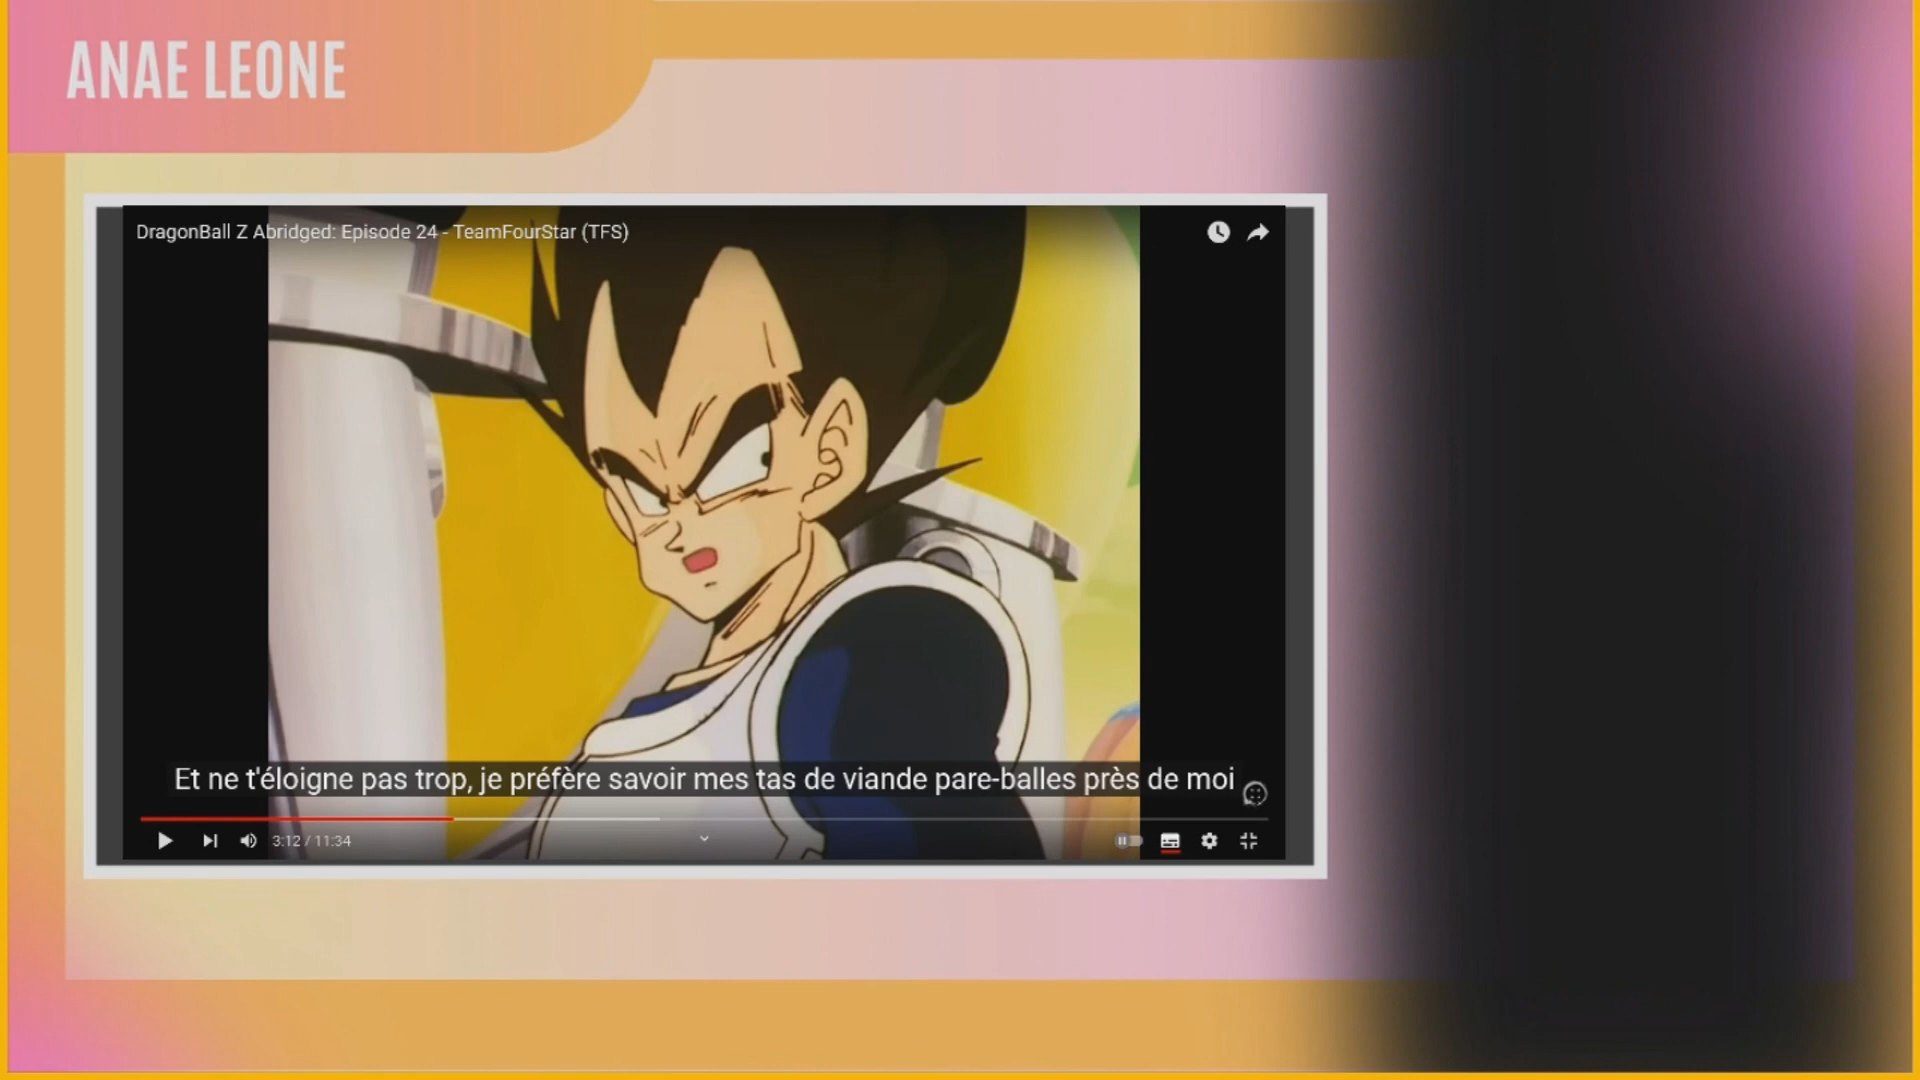 ANAE LEONE
DragonBall Z Abridged: Episode 24 - TeamFourStar (TFS)
Et ne t'éloigne pas trop, je préfère savoir mes tas de viande pare-balles près de moi
3:12 / 11:34